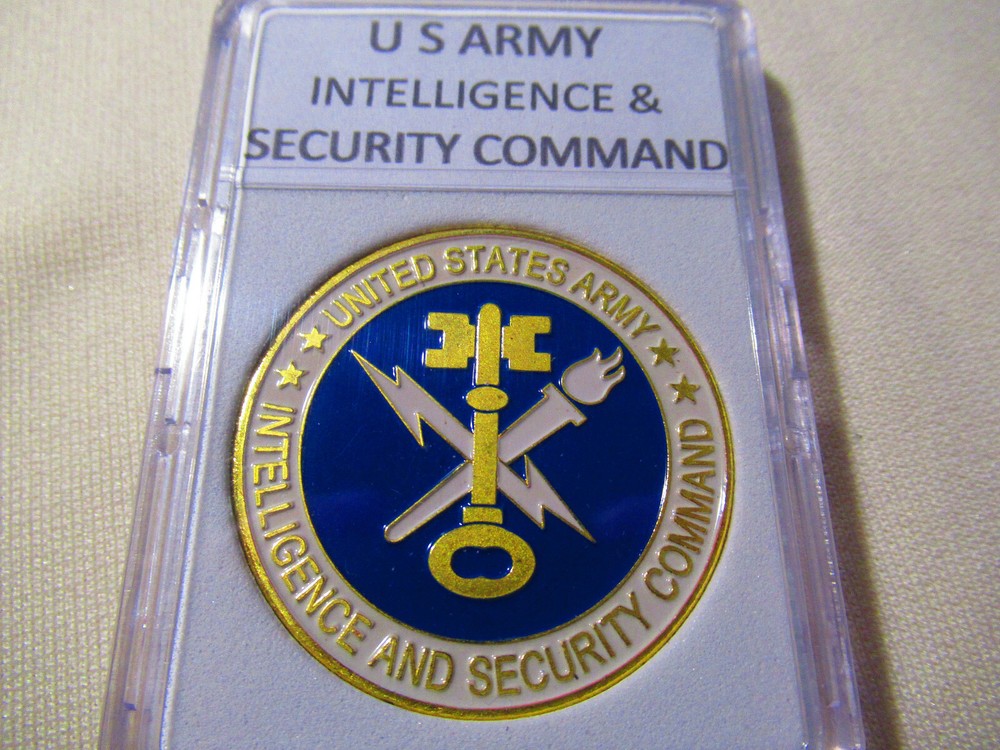 U S ARMY
INTELLIGENCE &
SECURITY COMMAND
UNITED STATES ARMY
INTELLIGENCE AND SECURITY COMMAND